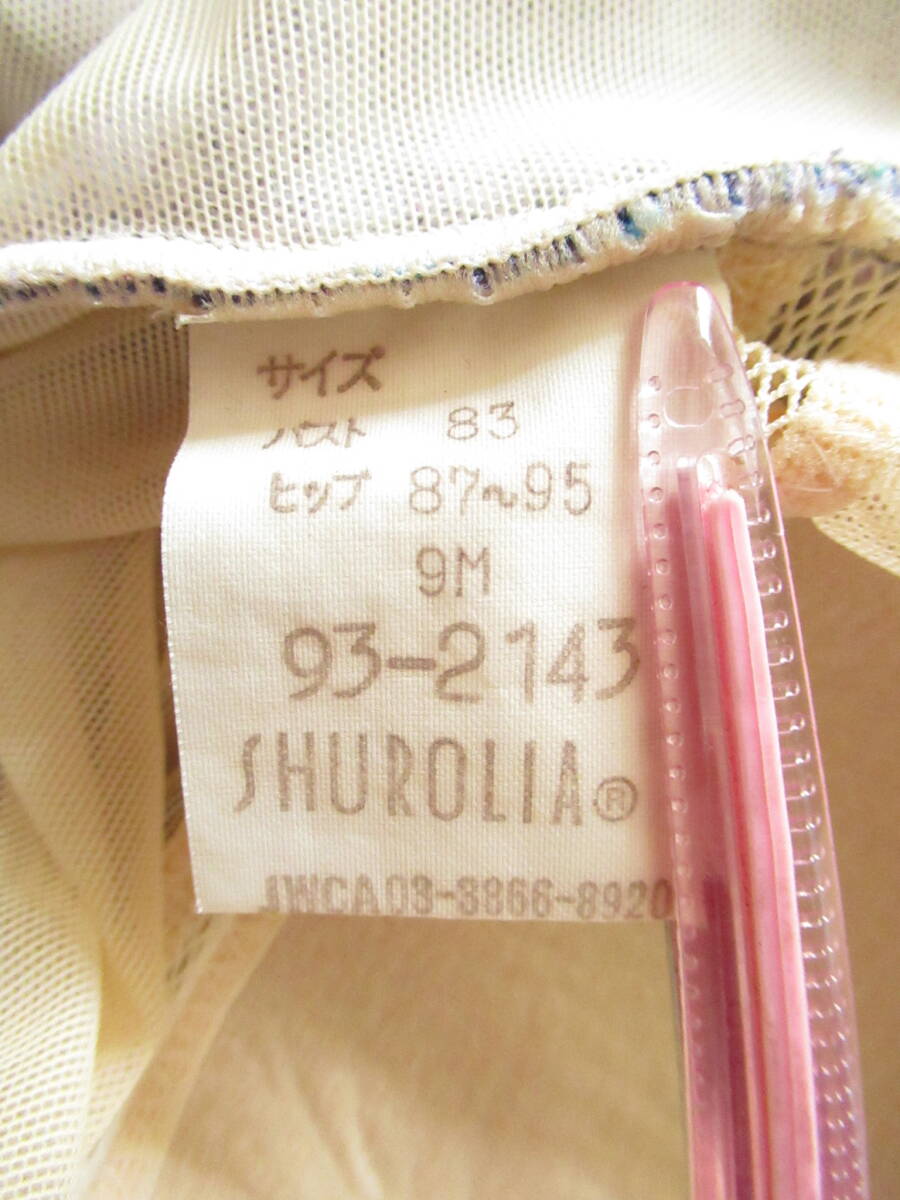 サイズ
バスト 83
ヒップ 87〜95
9M
93-2143
SHUROLIA®
JWCA03-3866-8920